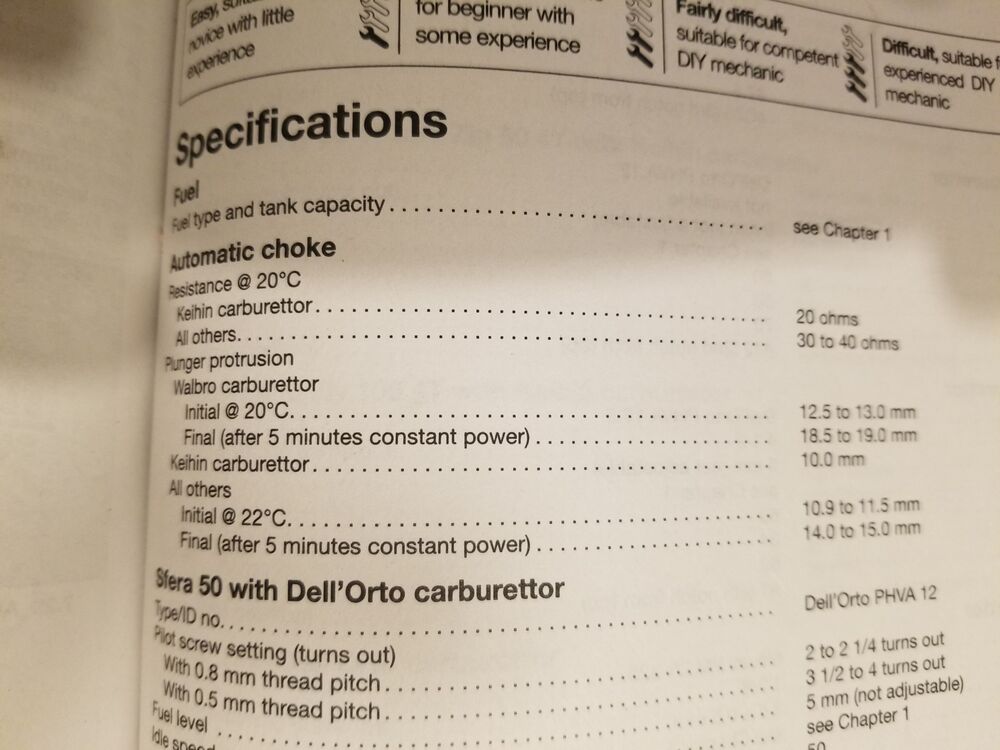 Easy,
novice with little
experience
for beginner with
some experience
Fairly difficult,
suitable for competent
DIY mechanic
Difficult, suitable
experienced DIY
mechanic
Specifications
Fuel
Fuel type and tank capacity ........ see Chapter 1
Automatic choke
Resistance @ 20°C
Keihin carburettor ........ 20 ohms
All others ........ 30 to 40 ohms
Plunger protrusion
Walbro carburettor
Initial @ 20°C ........ 12.5 to 13.0 mm
Final (after 5 minutes constant power) ........ 18.5 to 19.0 mm
Keihin carburettor ........ 10.0 mm
All others
Initial @ 22°C ........ 10.9 to 11.5 mm
Final (after 5 minutes constant power) ........ 14.0 to 15.0 mm
Sfera 50 with Dell'Orto carburettor
Type/ID no. ........ Dell'Orto PHVA 12
Pilot screw setting (turns out)
With 0.8 mm thread pitch ........ 2 to 2 1/4 turns out
With 0.5 mm thread pitch ........ 3 1/2 to 4 turns out
Fuel level ........ 5 mm (not adjustable)
Idle speed ........ see Chapter 1